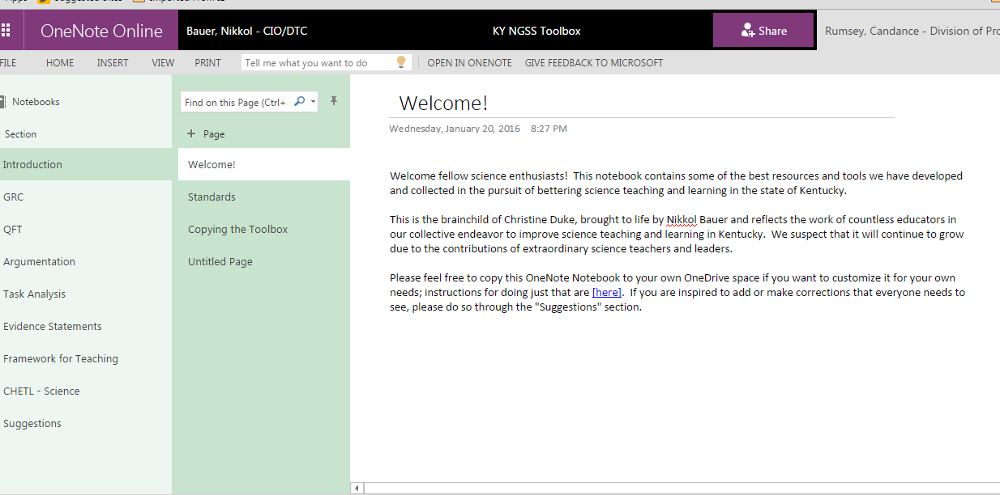 OneNote Online
Bauer, Nikkol - CIO/DTC
KY NGSS Toolbox
Share
Rumsey, Candance - Division of Pro
FILE HOME INSERT VIEW PRINT Tell me what you want to do OPEN IN ONENOTE GIVE FEEDBACK TO MICROSOFT
Notebooks
Section
Introduction
GRC
QFT
Argumentation
Task Analysis
Evidence Statements
Framework for Teaching
CHETL - Science
Suggestions
Find on this Page (Ctrl+
+ Page
Welcome!
Standards
Copying the Toolbox
Untitled Page
Welcome!
Wednesday, January 20, 2016 8:27 PM
Welcome fellow science enthusiasts! This notebook contains some of the best resources and tools we have developed
and collected in the pursuit of bettering science teaching and learning in the state of Kentucky.
This is the brainchild of Christine Duke, brought to life by Nikkol Bauer and reflects the work of countless educators in
our collective endeavor to improve science teaching and learning in Kentucky. We suspect that it will continue to grow
due to the contributions of extraordinary science teachers and leaders.
Please feel free to copy this OneNote Notebook to your own OneDrive space if you want to customize it for your own
needs; instructions for doing just that are [here]. If you are inspired to add or make corrections that everyone needs to
see, please do so through the "Suggestions" section.